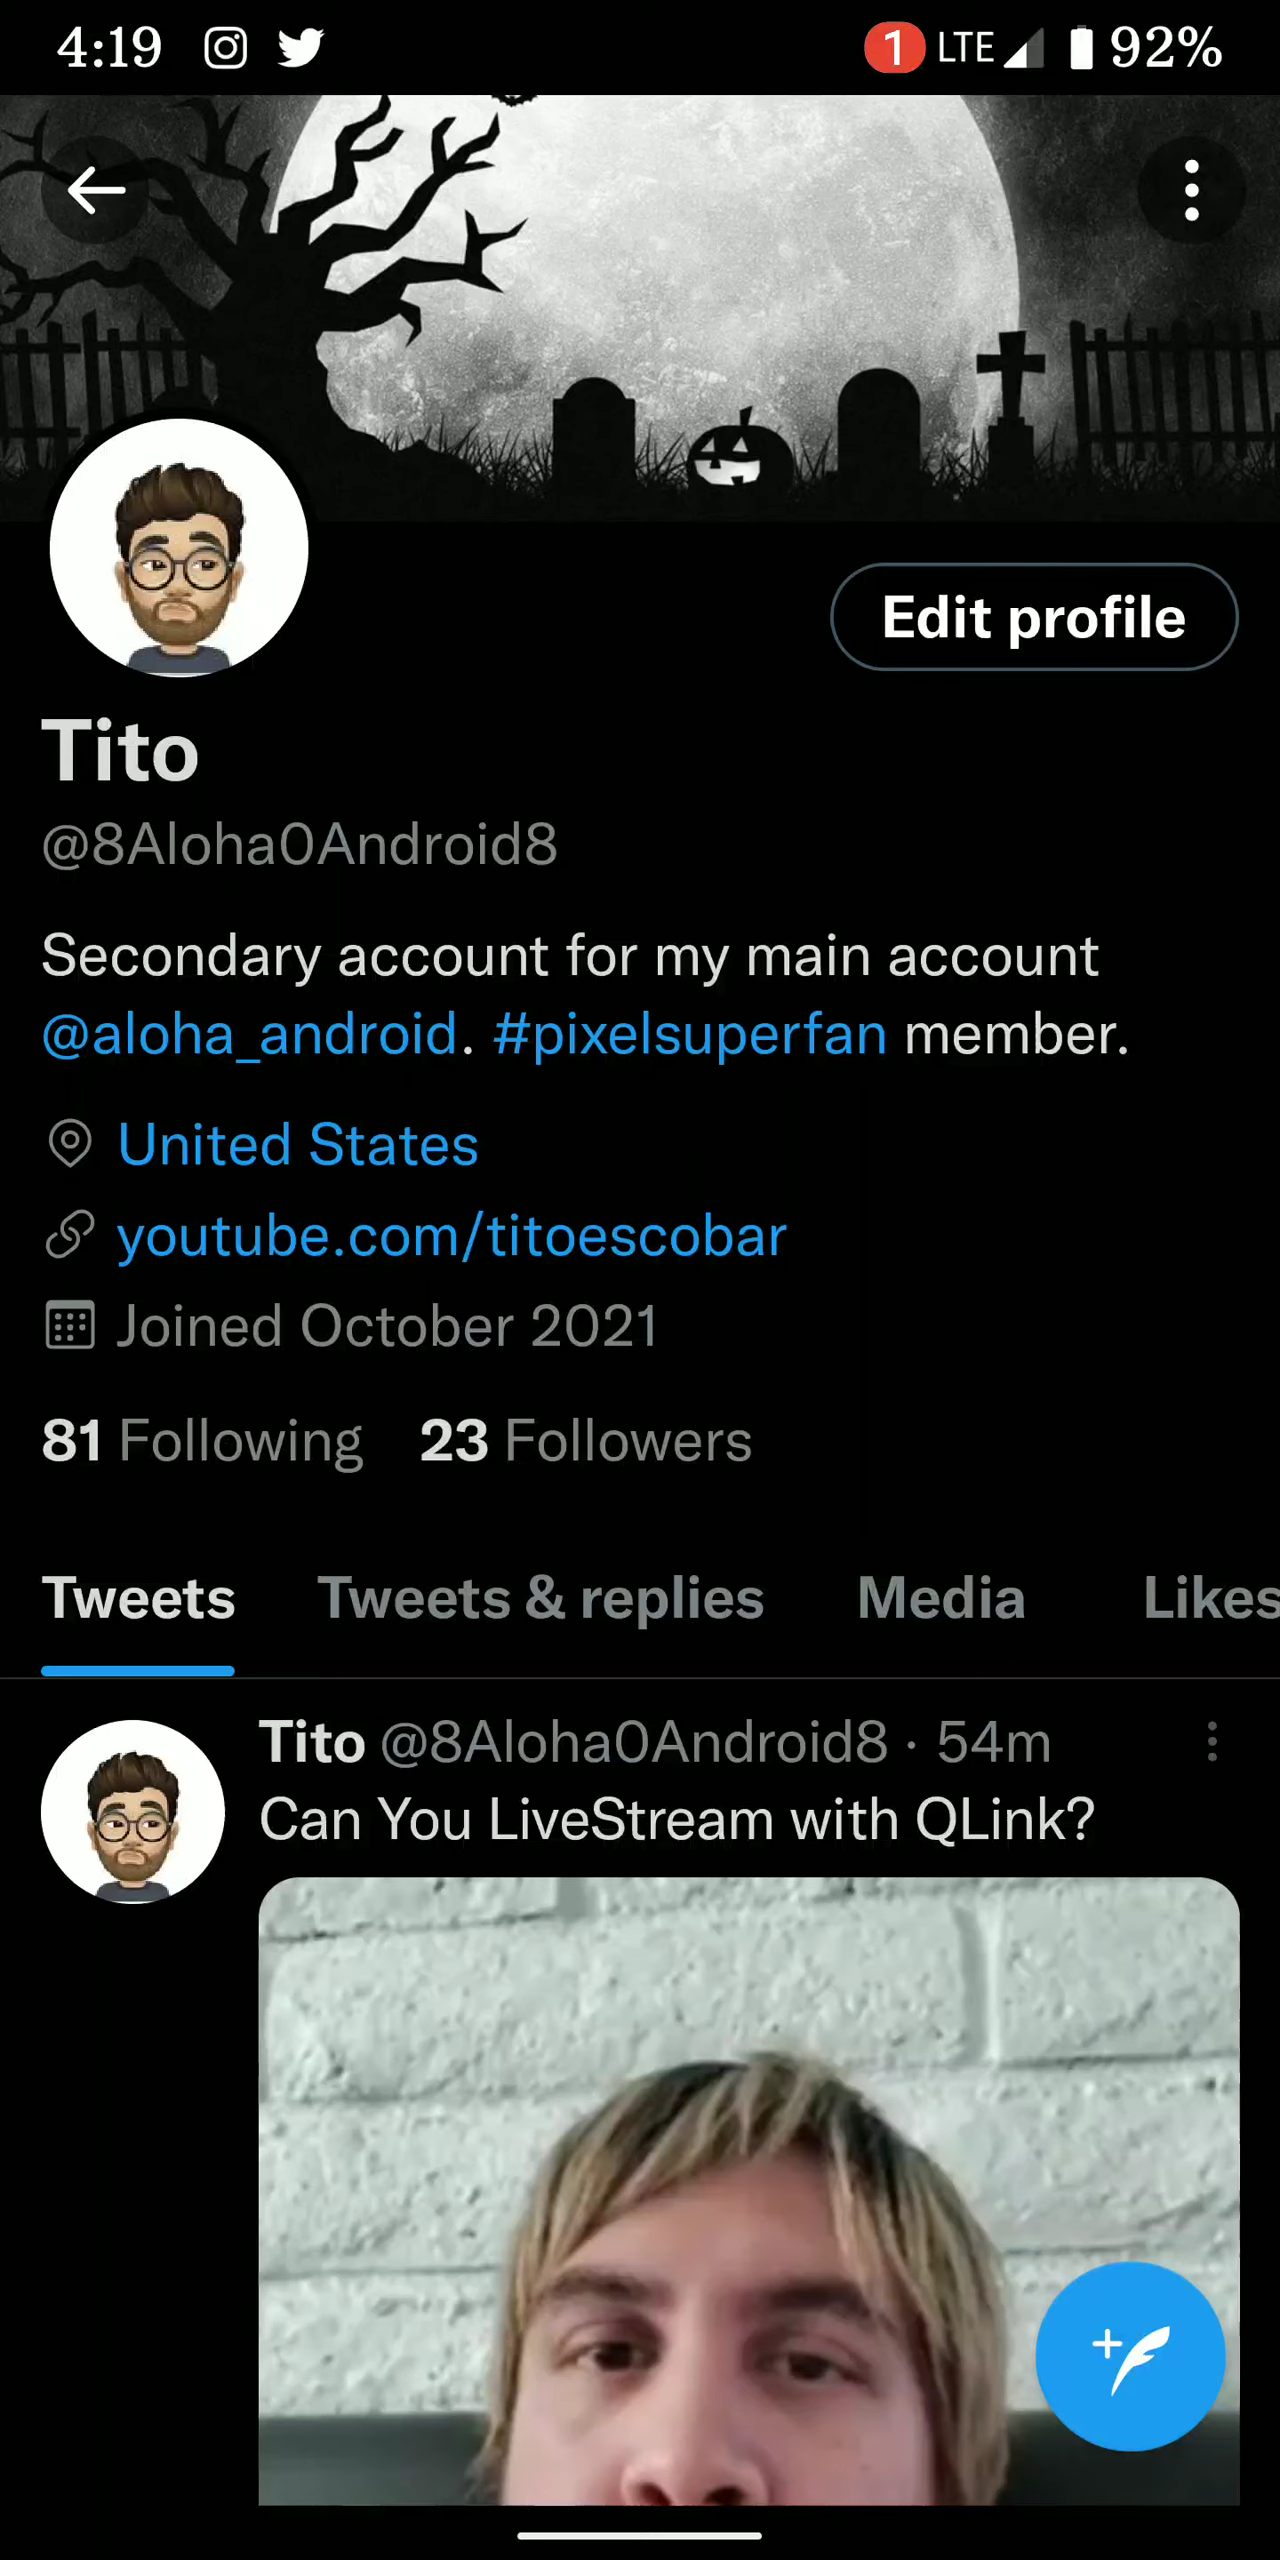 4:19 1 LTE 92%
Edit profile
Tito
@8Aloha0Android8
Secondary account for my main account
@aloha_android. #pixelsuperfan member.
United States
youtube.com/titoescobar
Joined October 2021
81 Following 23 Followers
Tweets Tweets & replies Media Likes
Tito @8Aloha0Android8 · 54m
Can You LiveStream with QLink?